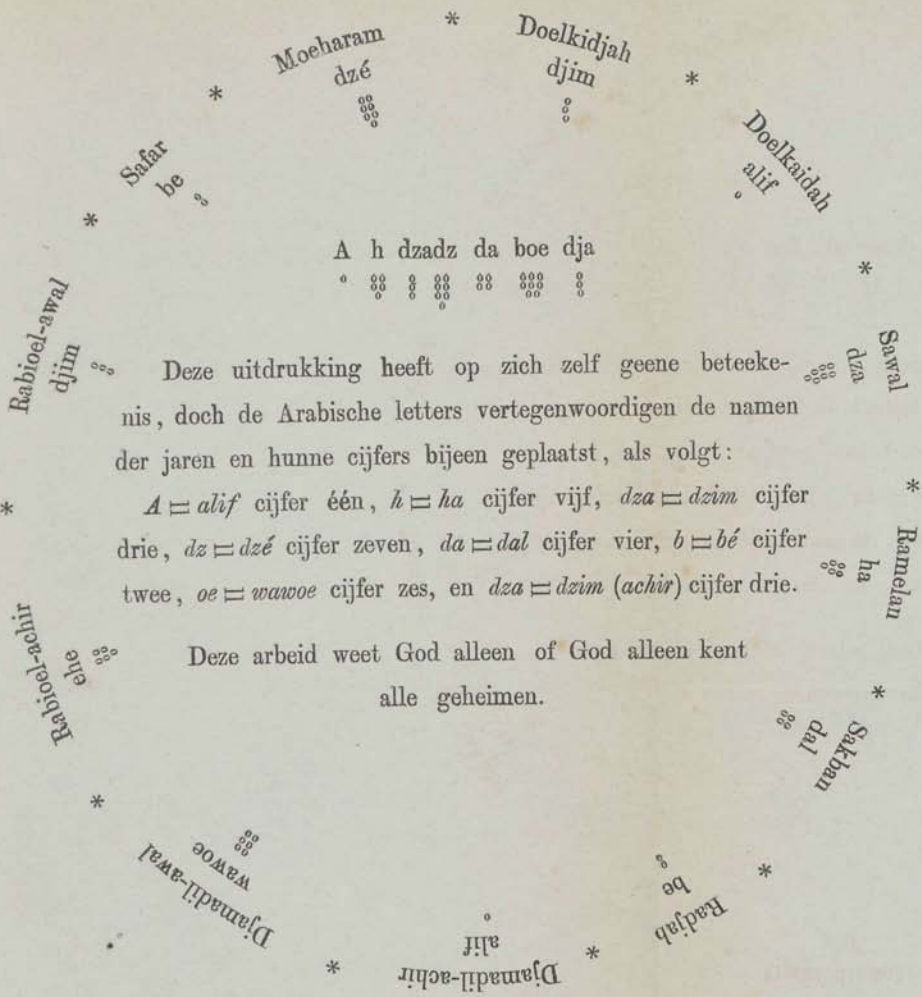 *
Moeharam
dzé
*
Doelkidjah
djim
*
Doelkaidah
alif
*
Sawal
dza
*
Ramelan
ha
*
Sakban
dal
*
Radjab
be
*
Djamadil-achir
alif
*
Djamadil-awal
wawoe
*
Rabioel-achir
ehe
*
Rabioel-awal
djim
*
Safar
be
A h dzadz da boe dja
Deze uitdrukking heeft op zich zelf geene beteeke-
nis, doch de Arabische letters vertegenwoordigen de namen
der jaren en hunne cijfers bijeen geplaatst, als volgt:
A = alif cijfer één, h = ha cijfer vijf, dza = dzim cijfer
drie, dz = dzé cijfer zeven, da = dal cijfer vier, b = bé cijfer
twee, oe = wawoe cijfer zes, en dza = dzim (achir) cijfer drie.
Deze arbeid weet God alleen of God alleen kent
alle geheimen.